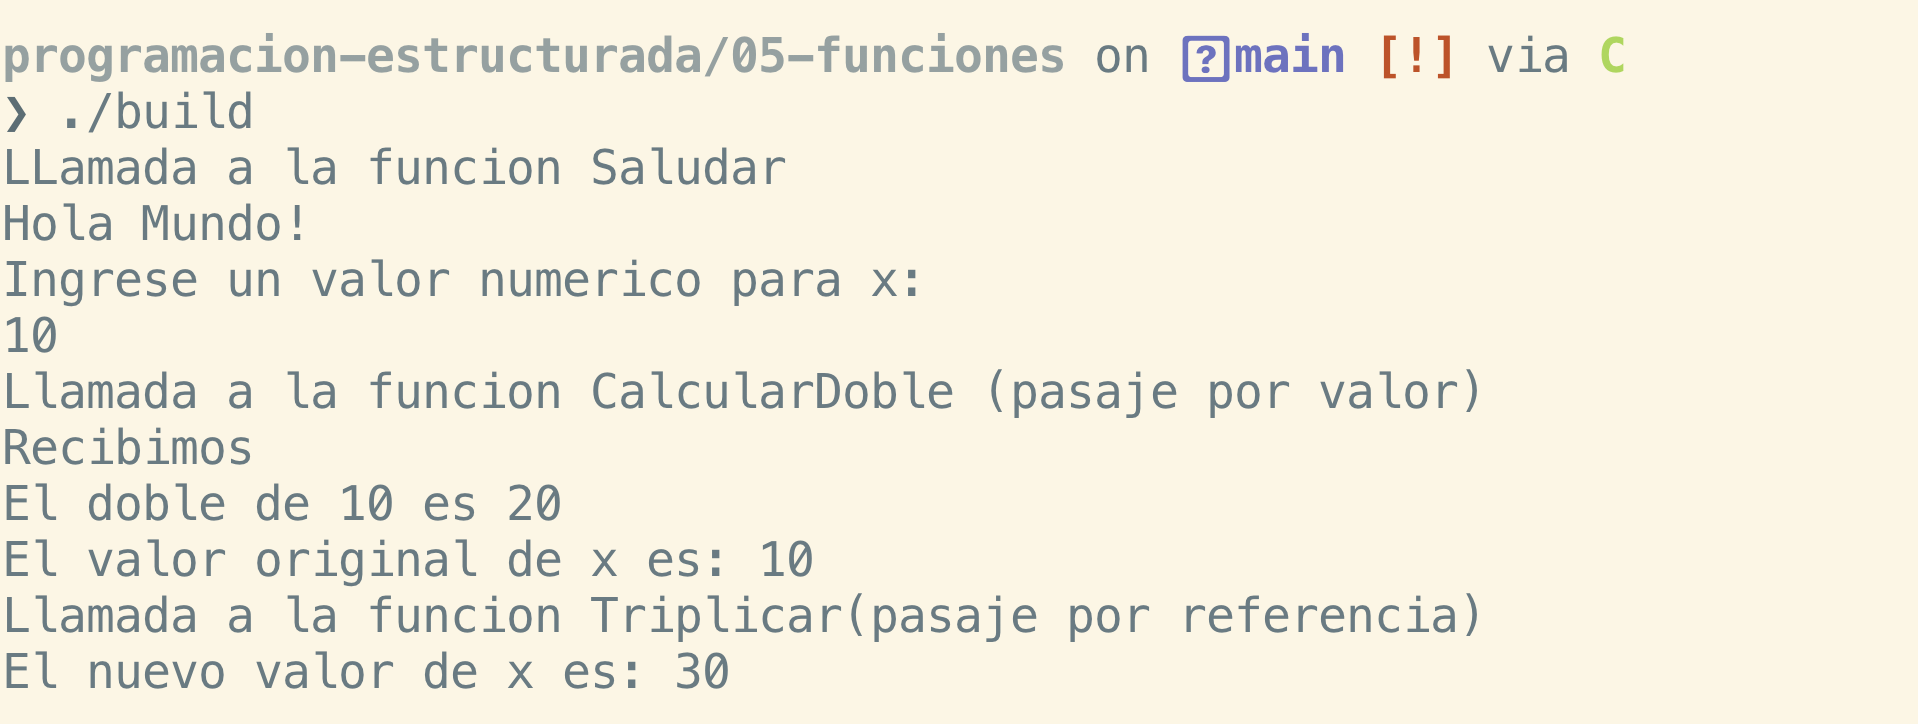 programacion-estructurada/05-funciones on main [!] via C
❯ ./build
LLamada a la funcion Saludar
Hola Mundo!
Ingrese un valor numerico para x:
10
Llamada a la funcion CalcularDoble (pasaje por valor)
Recibimos
El doble de 10 es 20
El valor original de x es: 10
Llamada a la funcion Triplicar(pasaje por referencia)
El nuevo valor de x es: 30